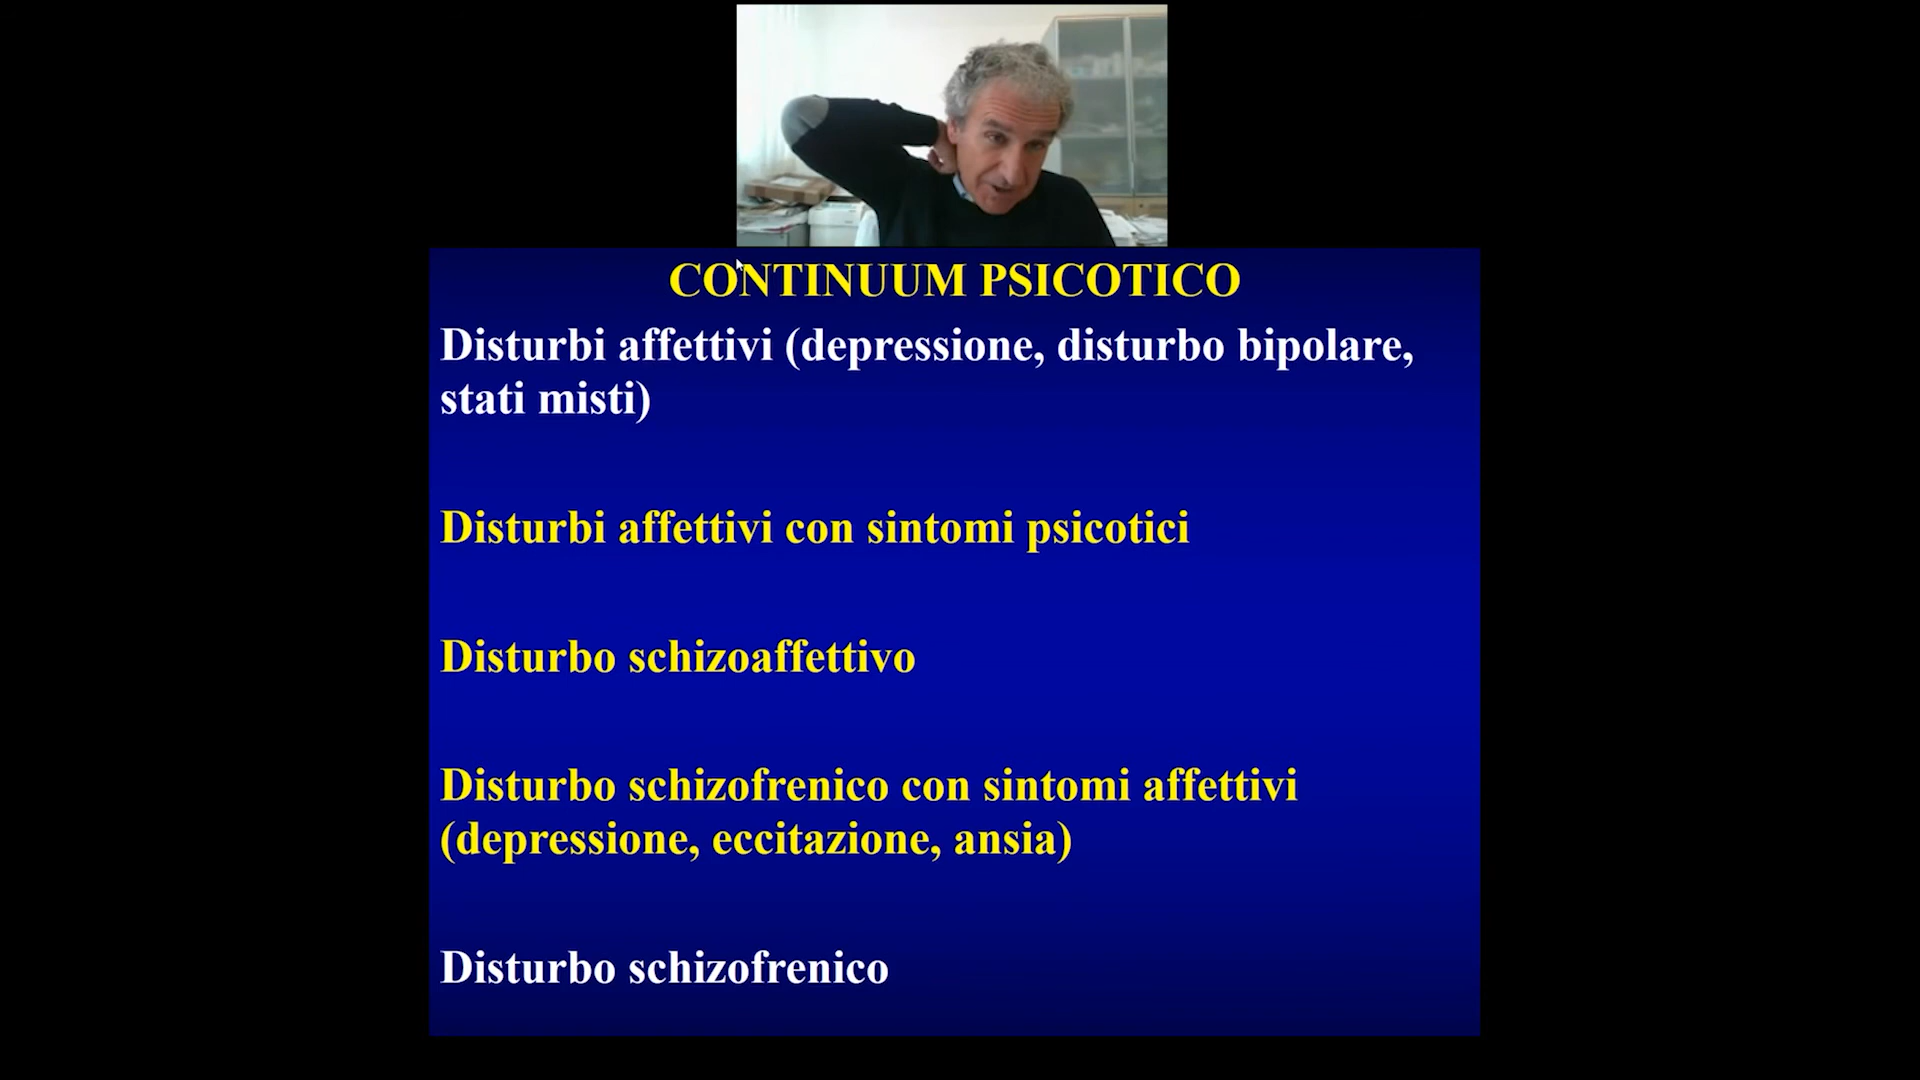 CONTINUUM PSICOTICO
Disturbi affettivi (depressione, disturbo bipolare,
stati misti)
Disturbi affettivi con sintomi psicotici
Disturbo schizoaffettivo
Disturbo schizofrenico con sintomi affettivi
(depressione, eccitazione, ansia)
Disturbo schizofrenico